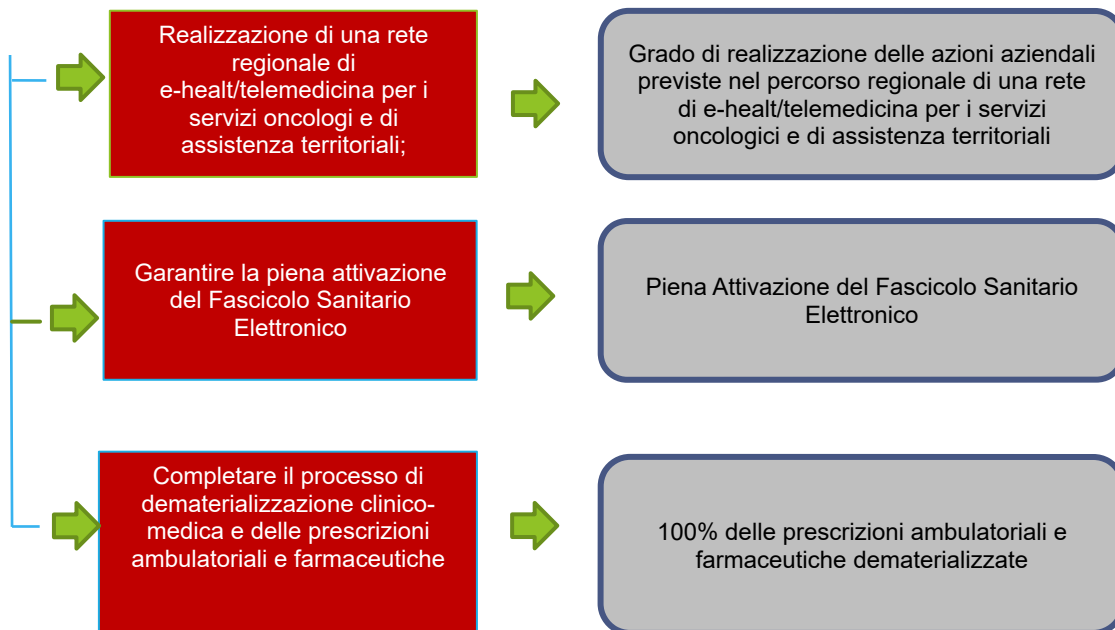 Realizzazione di una rete
regionale di
e-healt/telemedicina per i
servizi oncologi e di
assistenza territoriali;
Grado di realizzazione delle azioni aziendali
previste nel percorso regionale di una rete
di e-healt/telemedicina per i servizi
oncologici e di assistenza territoriali
Garantire la piena attivazione
del Fascicolo Sanitario
Elettronico
Piena Attivazione del Fascicolo Sanitario
Elettronico
Completare il processo di
dematerializzazione clinico-
medica e delle prescrizioni
ambulatoriali e farmaceutiche
100% delle prescrizioni ambulatoriali e
farmaceutiche dematerializzate